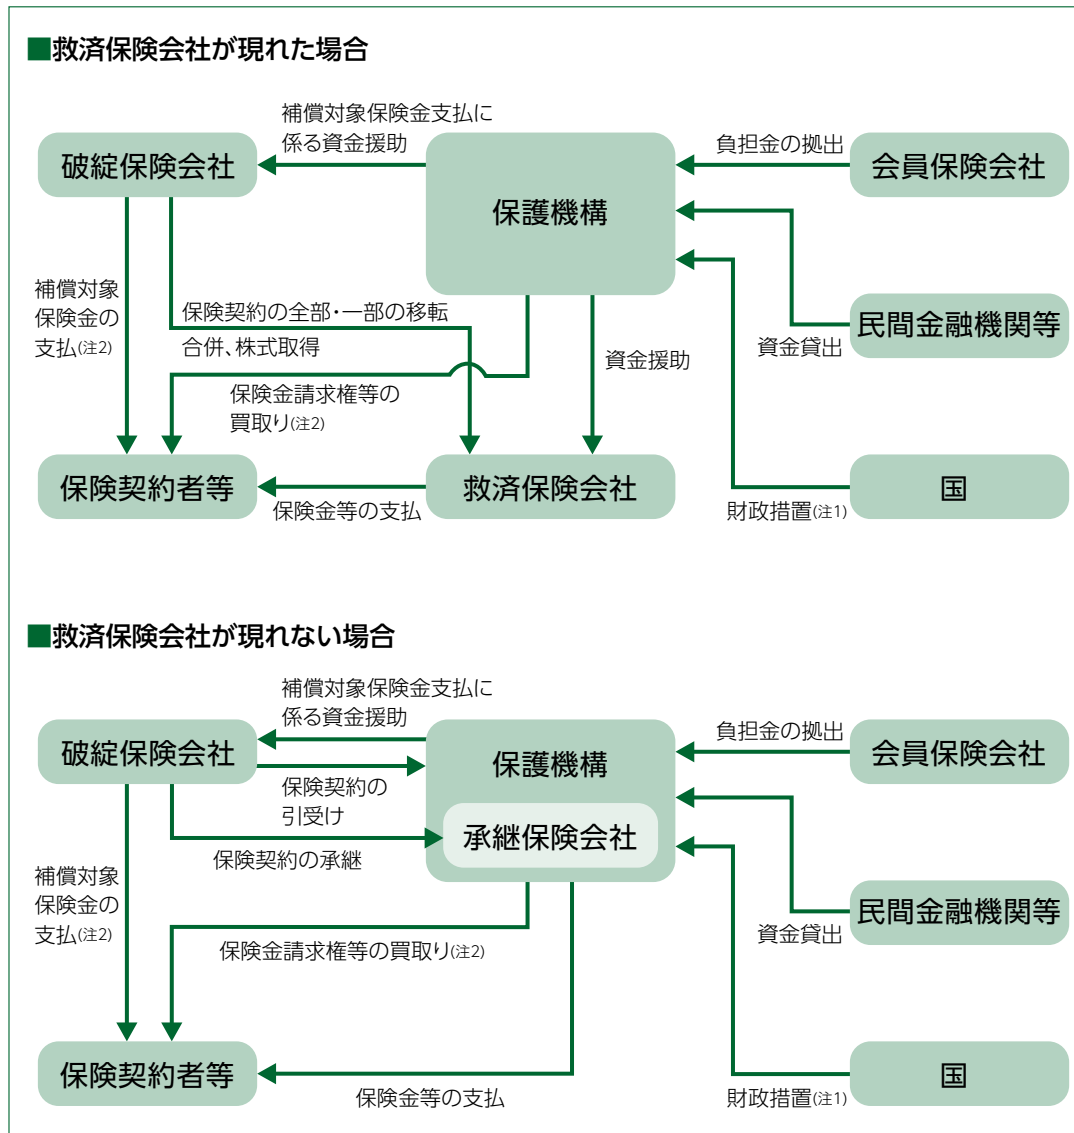 ■救済保険会社が現れた場合
補償対象保険金支払に
係る資金援助
負担金の拠出
破綻保険会社
保護機構
会員保険会社
補償対象
保険金の
支払(注2)
保険契約の全部・一部の移転
合併、株式取得
保険金請求権等の
買取り(注2)
資金援助
民間金融機関等
資金貸出
保険契約者等
保険金等の支払
救済保険会社
財政措置(注1)
国
■救済保険会社が現れない場合
補償対象保険金支払に
係る資金援助
負担金の拠出
破綻保険会社
保護機構
会員保険会社
保険契約の
引受け
承継保険会社
保険契約の承継
補償対象
保険金の
支払(注2)
保険金請求権等の買取り(注2)
民間金融機関等
資金貸出
保険契約者等
保険金等の支払
財政措置(注1)
国